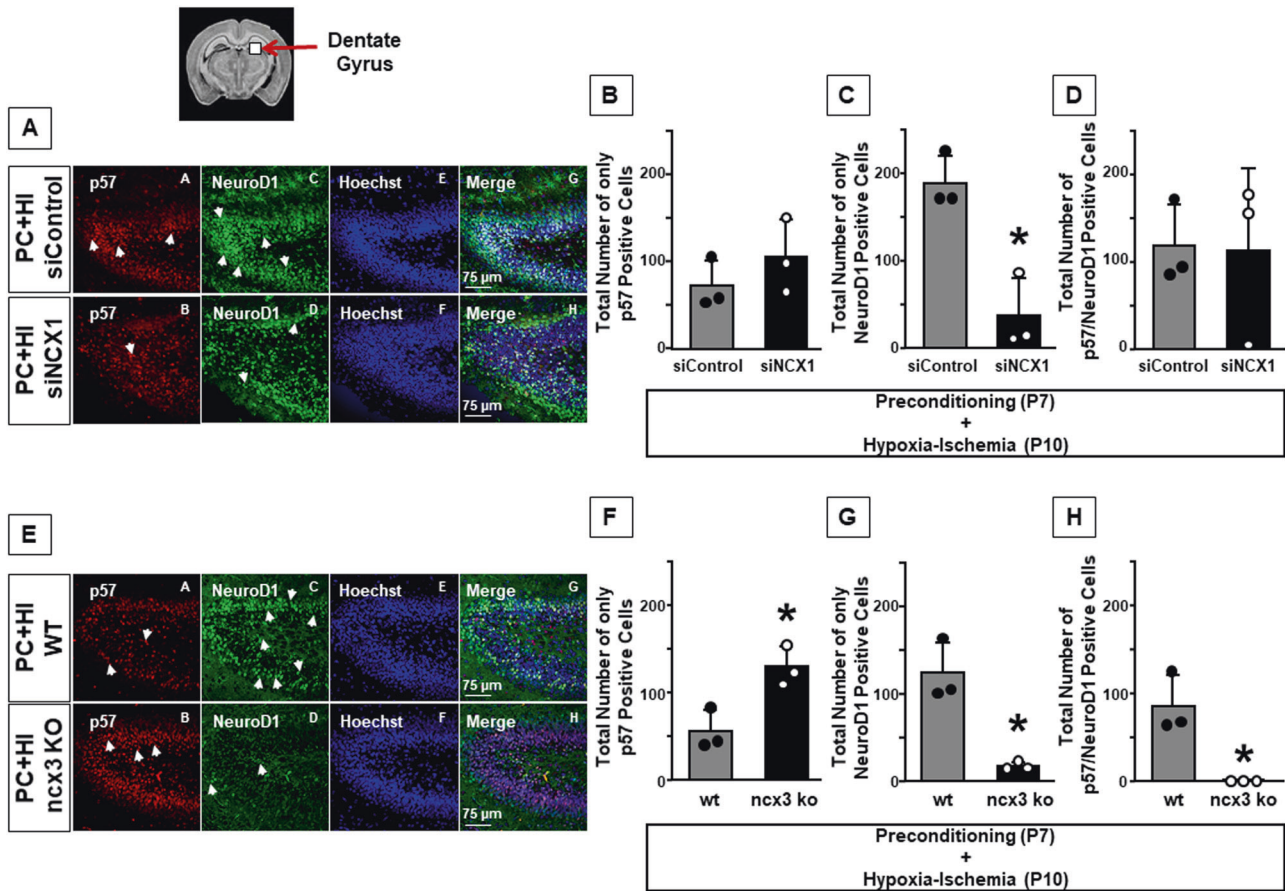 Dentate
Gyrus
A
PC+HI
siControl
p57
A
NeuroD1
C
Hoechst
E
Merge
G
75 µm
PC+HI
siNCX1
p57
B
NeuroD1
D
Hoechst
F
Merge
H
75 µm
B
Total Number of only
p57 Positive Cells
200
100
0
siControl
siNCX1
C
Total Number of only
NeuroD1 Positive Cells
200
100
0
*
siControl
siNCX1
D
Total Number of
p57/NeuroD1 Positive Cells
200
100
0
siControl
siNCX1
Preconditioning (P7)
+
Hypoxia-Ischemia (P10)
E
PC+HI
WT
p57
A
NeuroD1
C
Hoechst
E
Merge
G
75 µm
PC+HI
ncx3 KO
p57
B
NeuroD1
D
Hoechst
F
Merge
H
75 µm
F
Total Number of only
p57 Positive Cells
200
100
0
*
wt
ncx3 ko
G
Total Number of only
NeuroD1 Positive Cells
200
100
0
*
wt
ncx3 ko
H
Total Number of
p57/NeuroD1 Positive Cells
200
100
0
*
wt
ncx3 ko
Preconditioning (P7)
+
Hypoxia-Ischemia (P10)